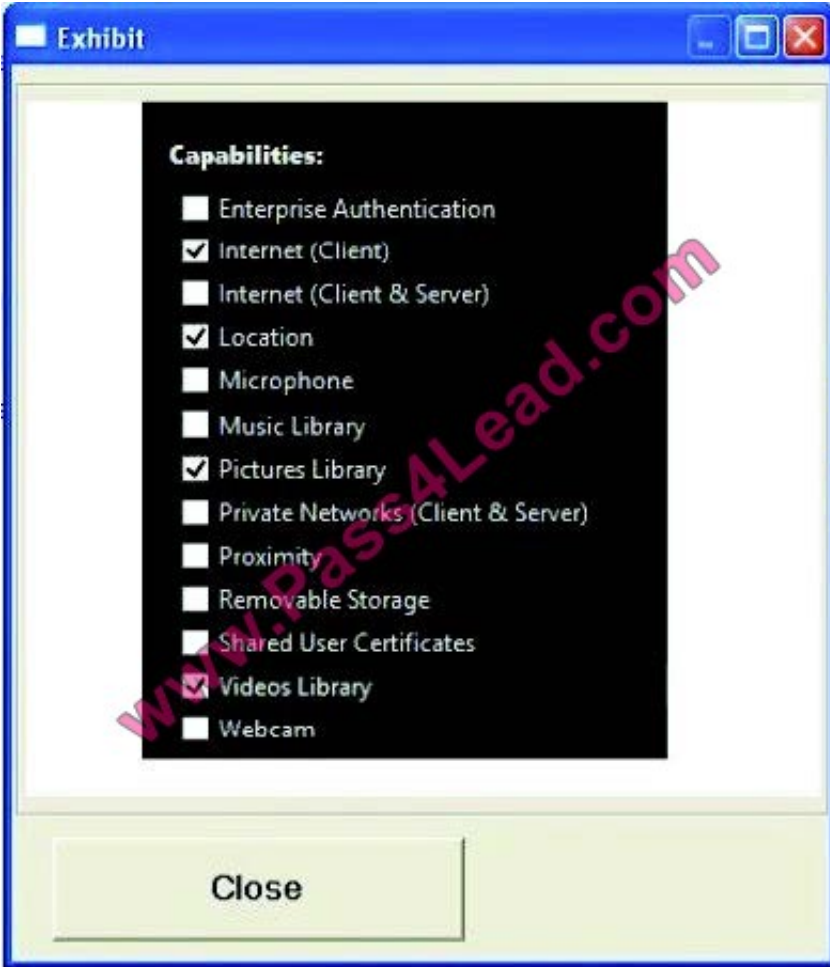 Exhibit
Capabilities:
Enterprise Authentication
Internet (Client)
Internet (Client & Server)
Location
Microphone
Music Library
Pictures Library
Private Networks (Client & Server)
Proximity
Removable Storage
Shared User Certificates
Videos Library
Webcam
www.Pass4Lead.com
Close